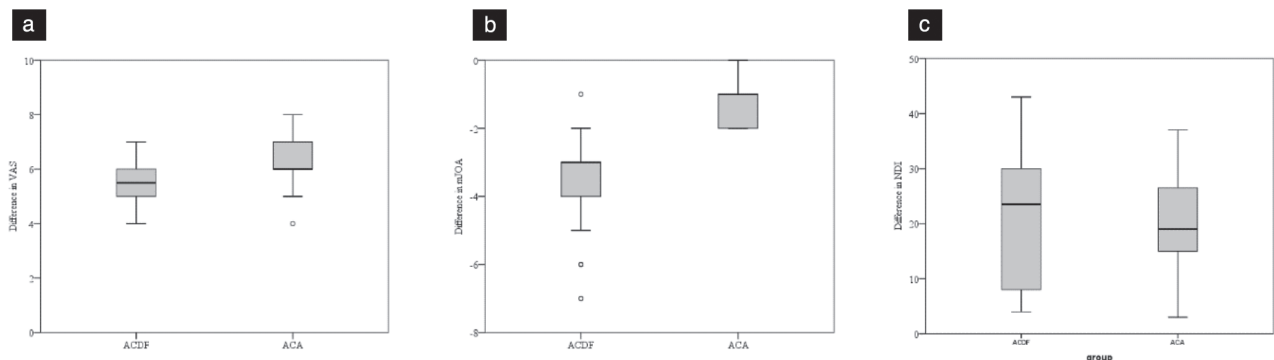 a
10
8
6
4
2
0
Difference in VAS
ACDF ACA
b
0
-2
-4
-6
-8
Difference in mJOA
ACDF ACA
c
50
40
30
20
10
0
Difference in NDI
ACDF ACA
group